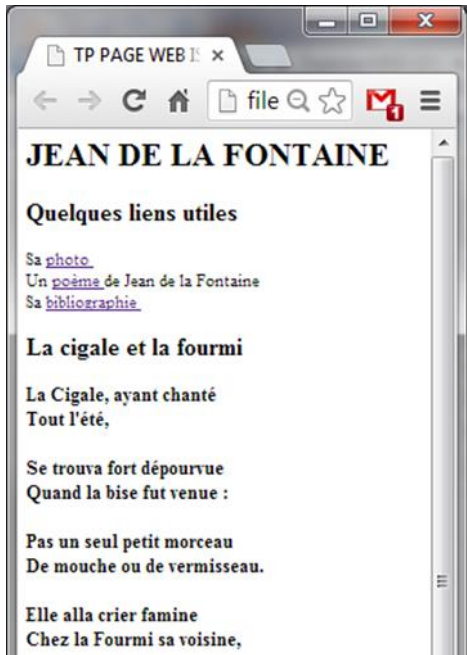 TP PAGE WEB
file
1
JEAN DE LA FONTAINE
Quelques liens utiles
Sa photo
Un poème de Jean de la Fontaine
Sa bibliographie
La cigale et la fourmi
La Cigale, ayant chanté
Tout l'été,
Se trouva fort dépourvue
Quand la bise fut venue :
Pas un seul petit morceau
De mouche ou de vermisseau.
Elle alla crier famine
Chez la Fourmi sa voisine,